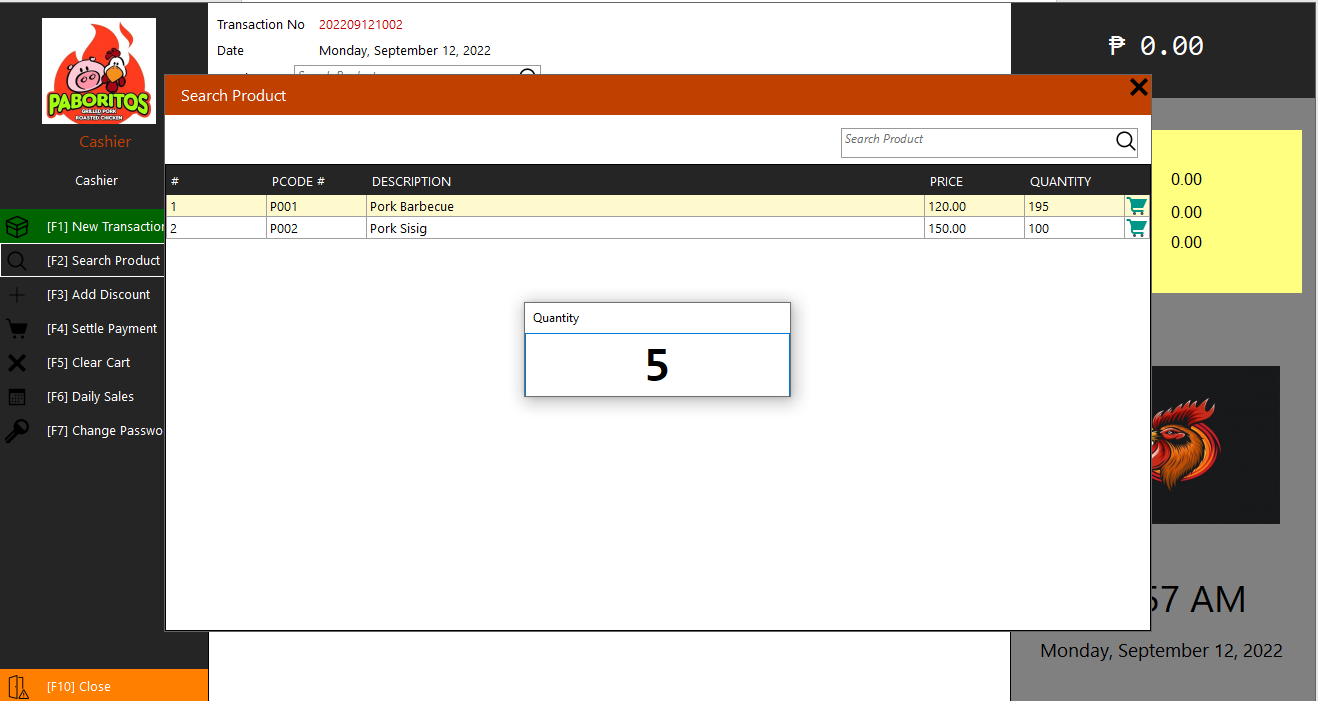 Transaction No 202209121002
₱ 0.00
Date Monday, September 12, 2022
PABORITOS
GRILLED PORK
ROASTED CHICKEN
Cashier
Cashier
[F1] New Transaction
[F2] Search Product
[F3] Add Discount
[F4] Settle Payment
[F5] Clear Cart
[F6] Daily Sales
[F7] Change Passwo
[F10] Close
Search Product
Search Product
# PCODE # DESCRIPTION PRICE QUANTITY
1 P001 Pork Barbecue 120.00 195
2 P002 Pork Sisig 150.00 100
Quantity
5
0.00
0.00
0.00
57 AM
Monday, September 12, 2022